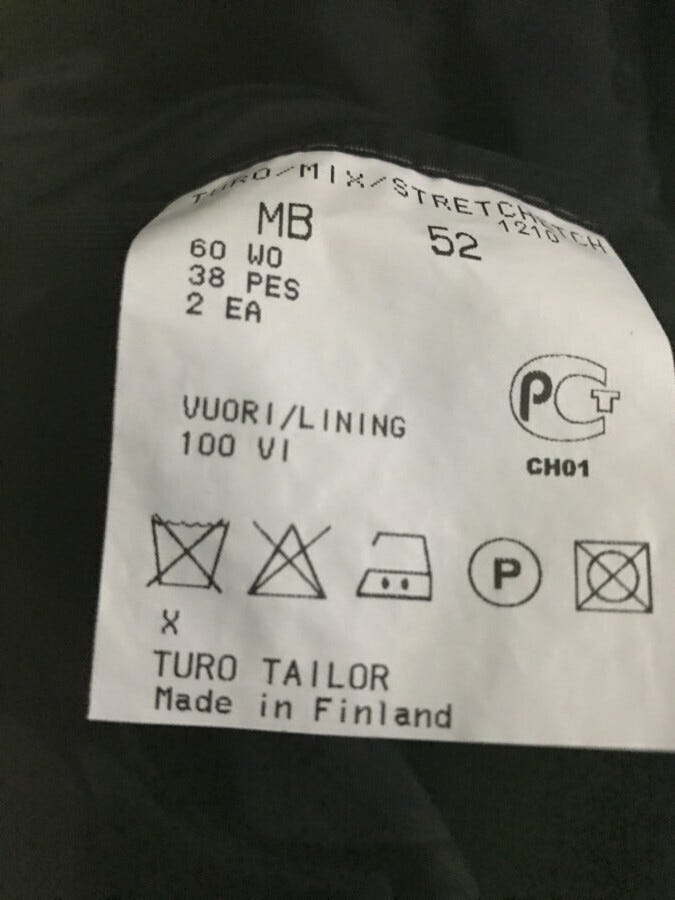 TURO/MIX/STRETCH
MB 52 1210
60 WO
38 PES
2 EA
VUORI/LINING
100 VI
PCT
CH01
P
X
TURO TAILOR
Made in Finland